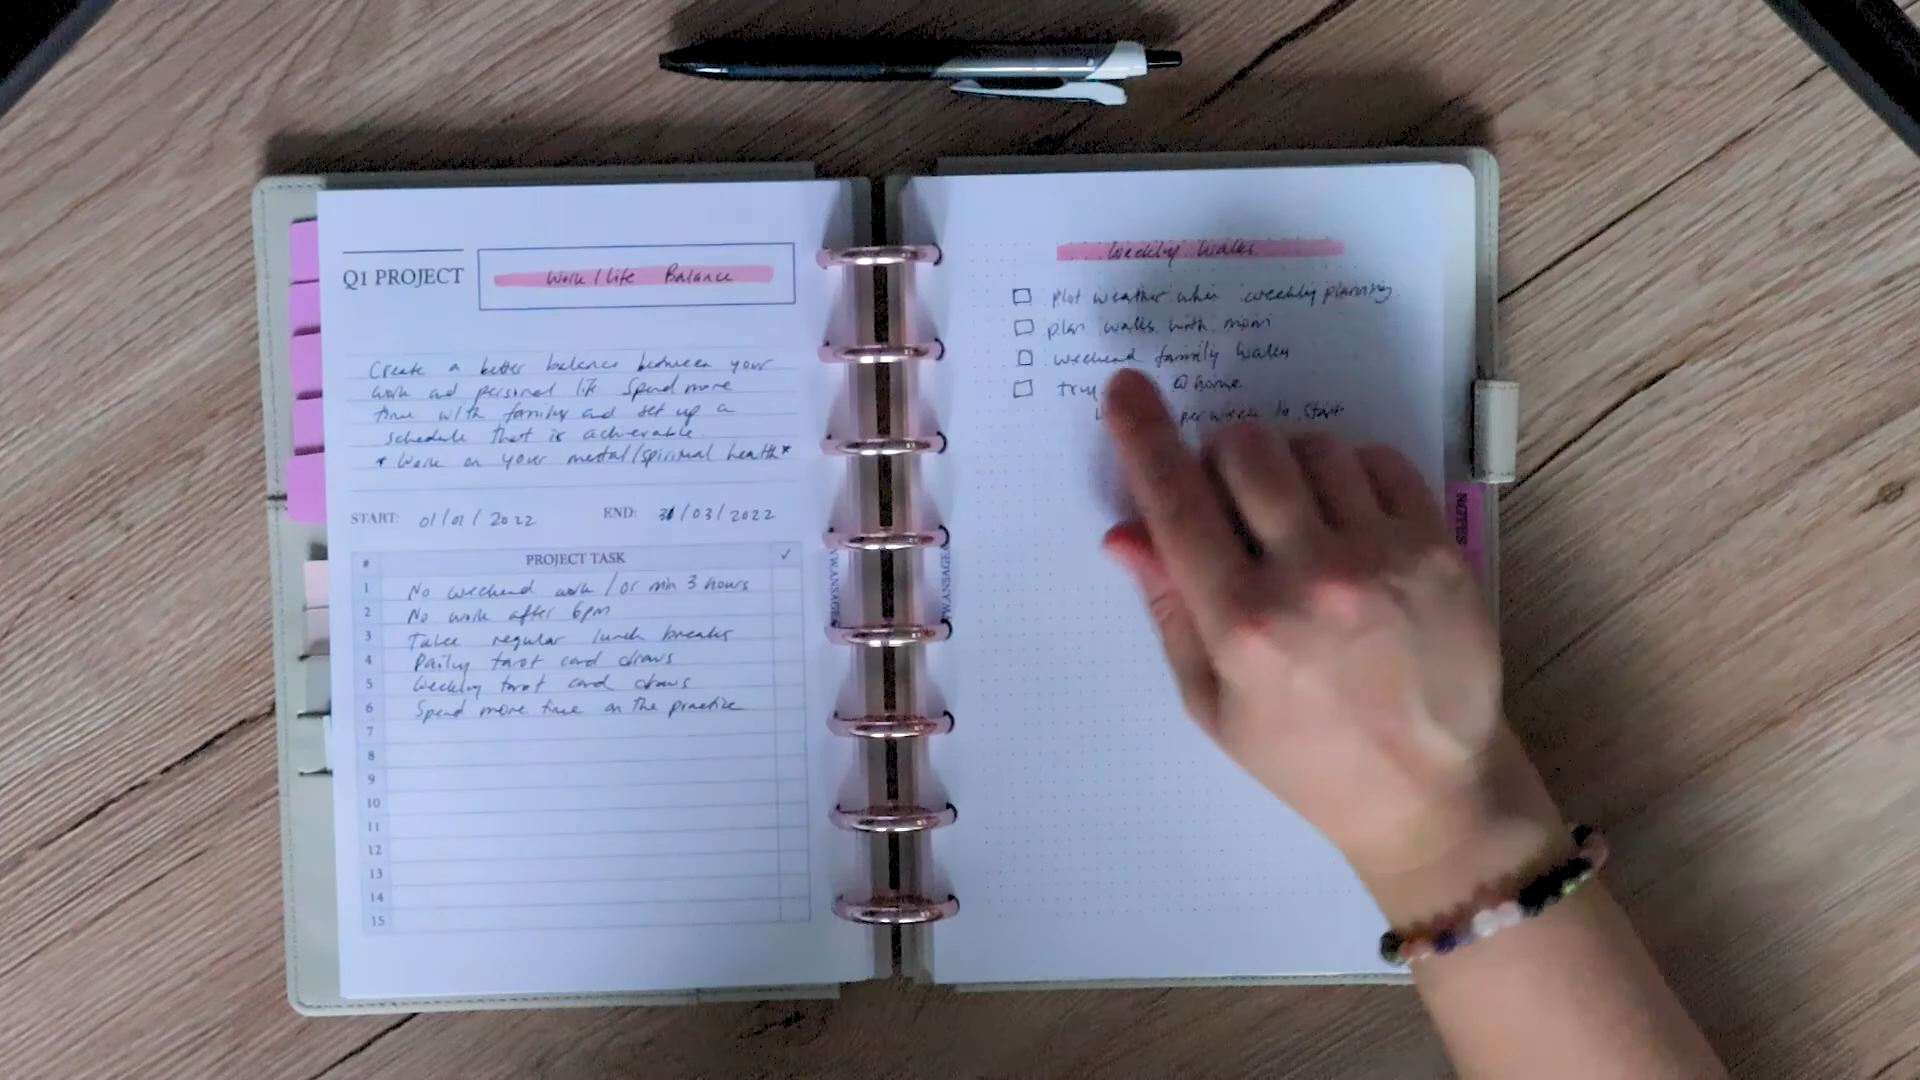 Q1 PROJECT
Work / Life Balance
Create a better balance between your
work and personal life Spend more
time with family and set up a
schedule that is achievable.
* Work on your mental/spiritual health*
START: 01/01/2022 END: 31/03/2022
# PROJECT TASK ✓
1 No weekend work / or min 3 hours
2 No work after 6pm
3 Take regular lunch breaks
4 Daily tarot card draws
5 Weekly tarot card draws
6 Spend more time on the practice
7
8
9
10
11
12
13
14
15
Weekly Walks
plot weather when weekly planning
plan walks with mom
weekend family walks
@ home
per week to start
NOTES